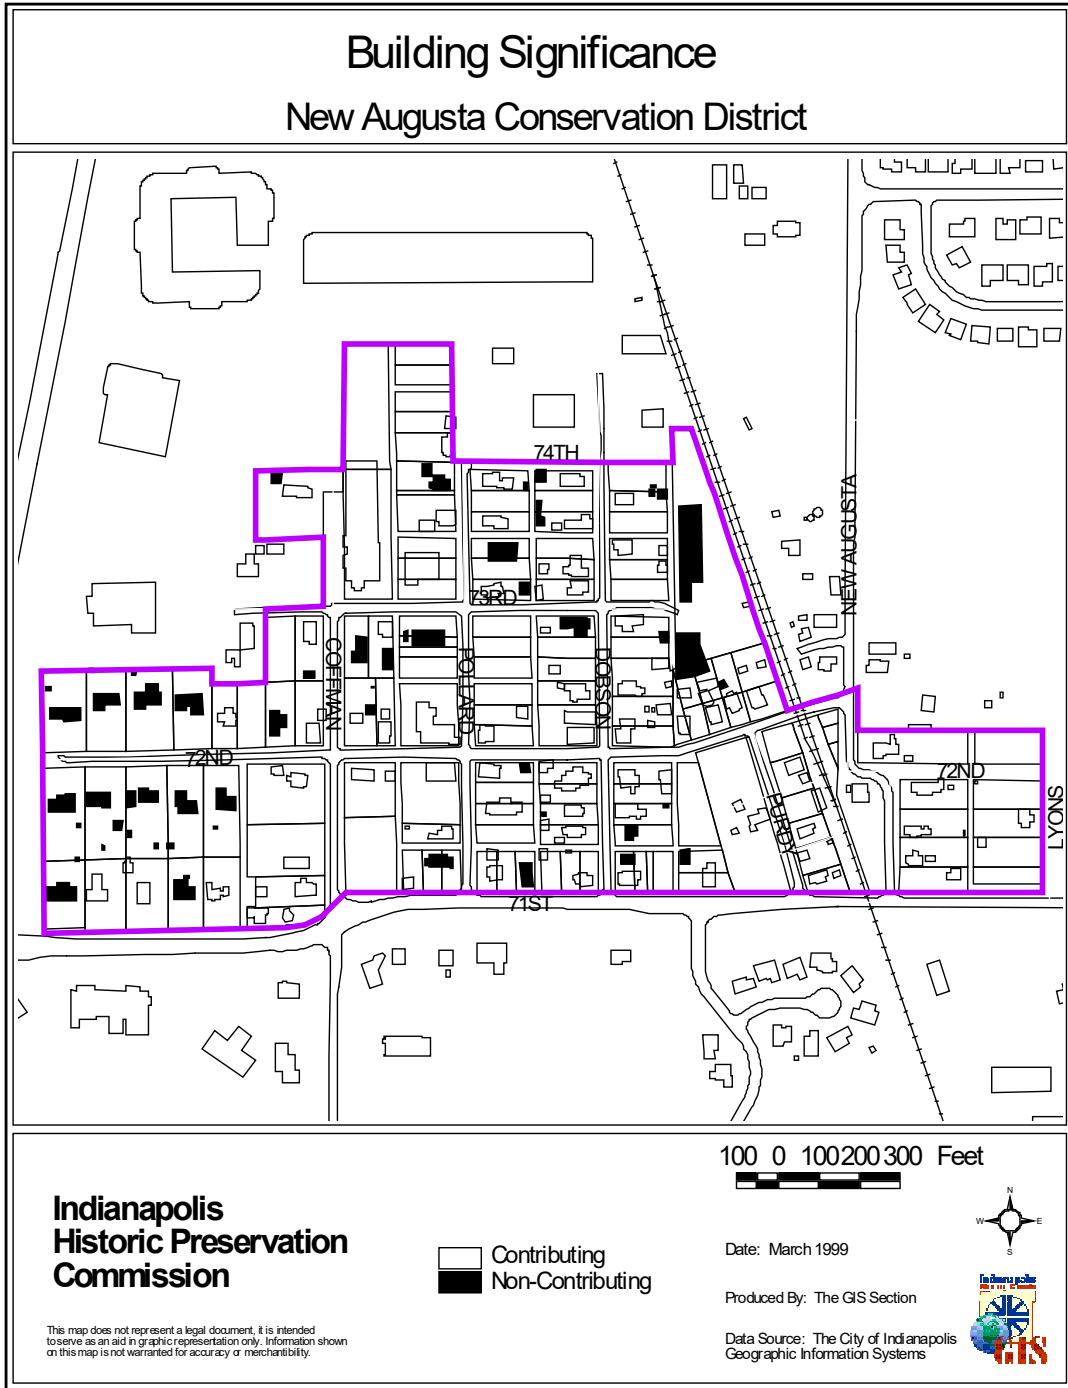 Building Significance
New Augusta Conservation District
74TH
NEW AUGUSTA
73RD
COFFMAN
POLLARD
DOBSON
72ND
72ND
PURDY
LYONS
71ST
100 0 100 200 300 Feet
Indianapolis
Historic Preservation
Commission
Contributing
Non-Contributing
N
W E
S
Date: March 1999
Produced By: The GIS Section
Data Source: The City of Indianapolis
Geographic Information Systems
This map does not represent a legal document, it is intended
to serve as an aid in graphic representation only. Information shown
on this map is not warranted for accuracy or merchantibility.
Indianapolis
GIS